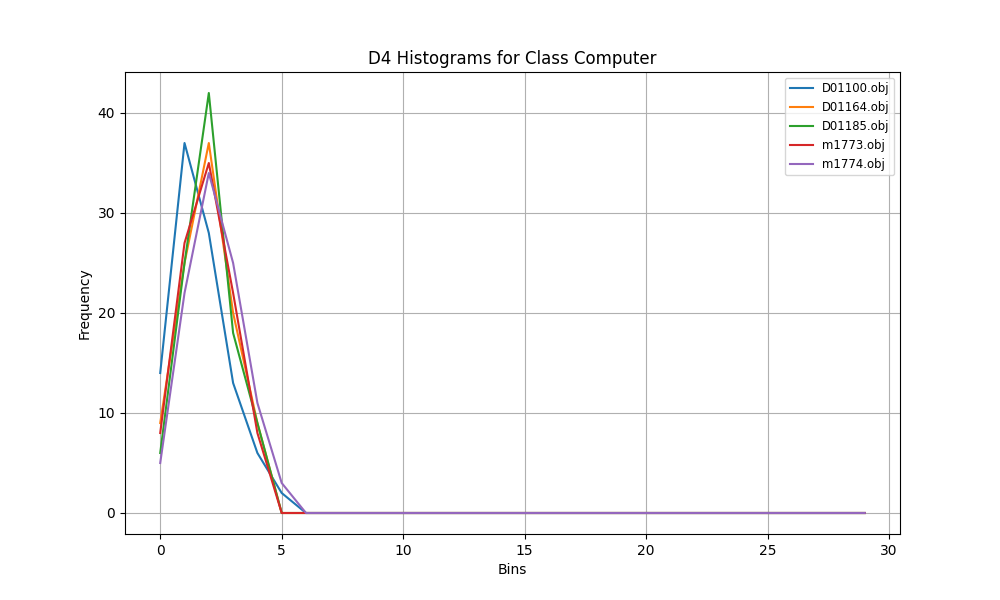 D4 Histograms for Class Computer
D01100.obj
D01164.obj
D01185.obj
m1773.obj
m1774.obj
Frequency
40
30
20
10
0
0 5 10 15 20 25 30
Bins